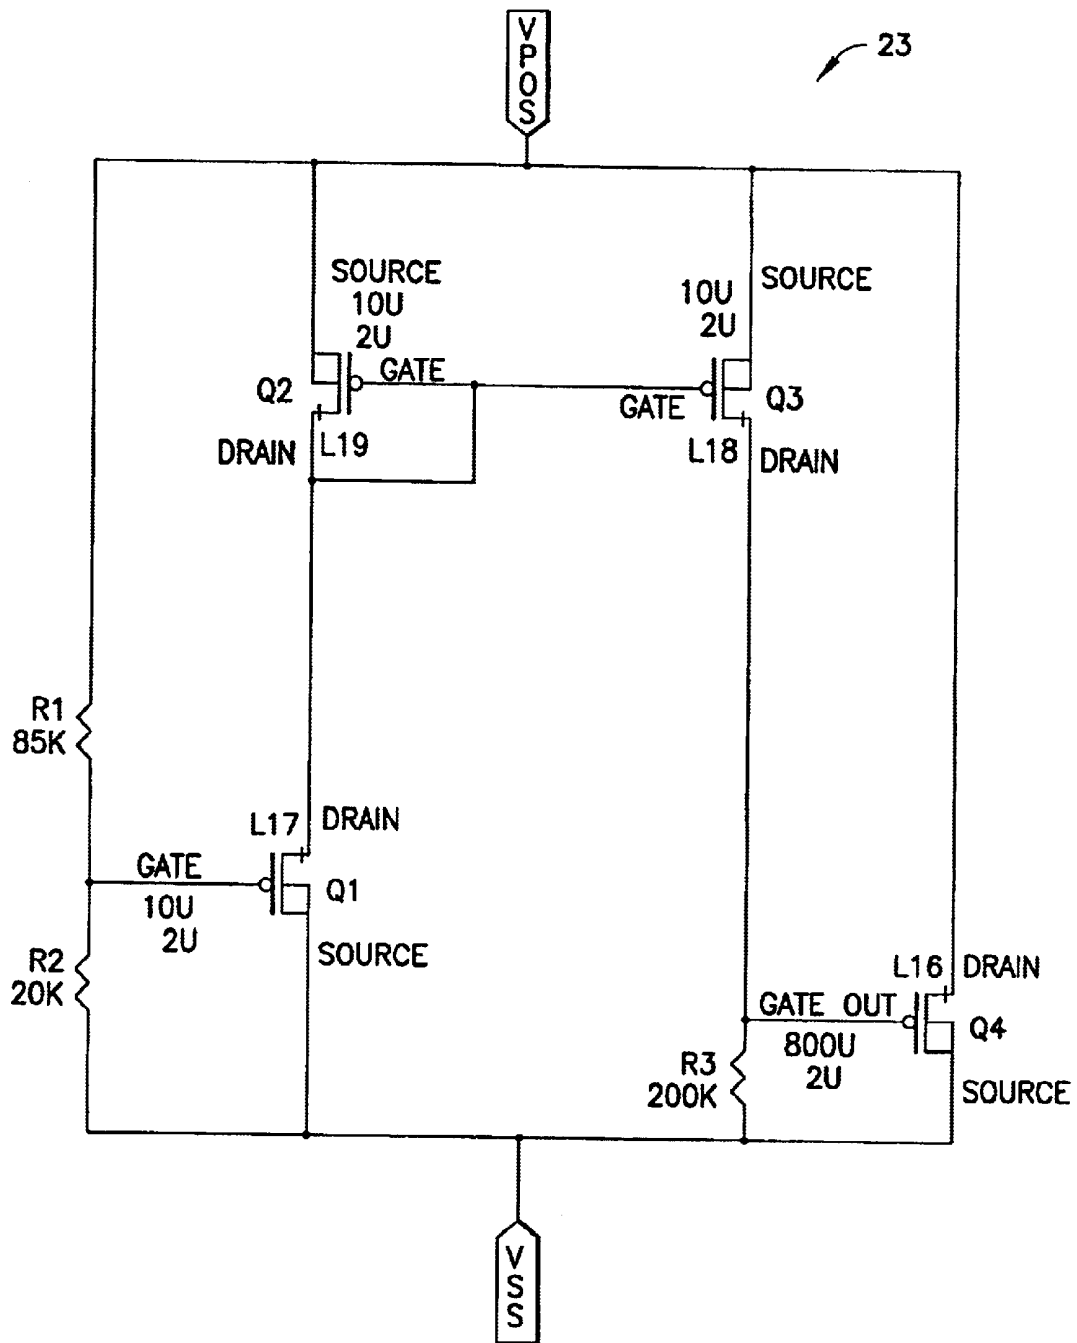 VPOS
23
SOURCE
10U
2U
SOURCE
10U
2U
Q2
GATE
GATE
Q3
DRAIN
L19
L18
DRAIN
R1
85K
L17
DRAIN
GATE
10U
2U
Q1
SOURCE
R2
20K
L16
DRAIN
GATE OUT
800U
2U
Q4
R3
200K
SOURCE
VSS